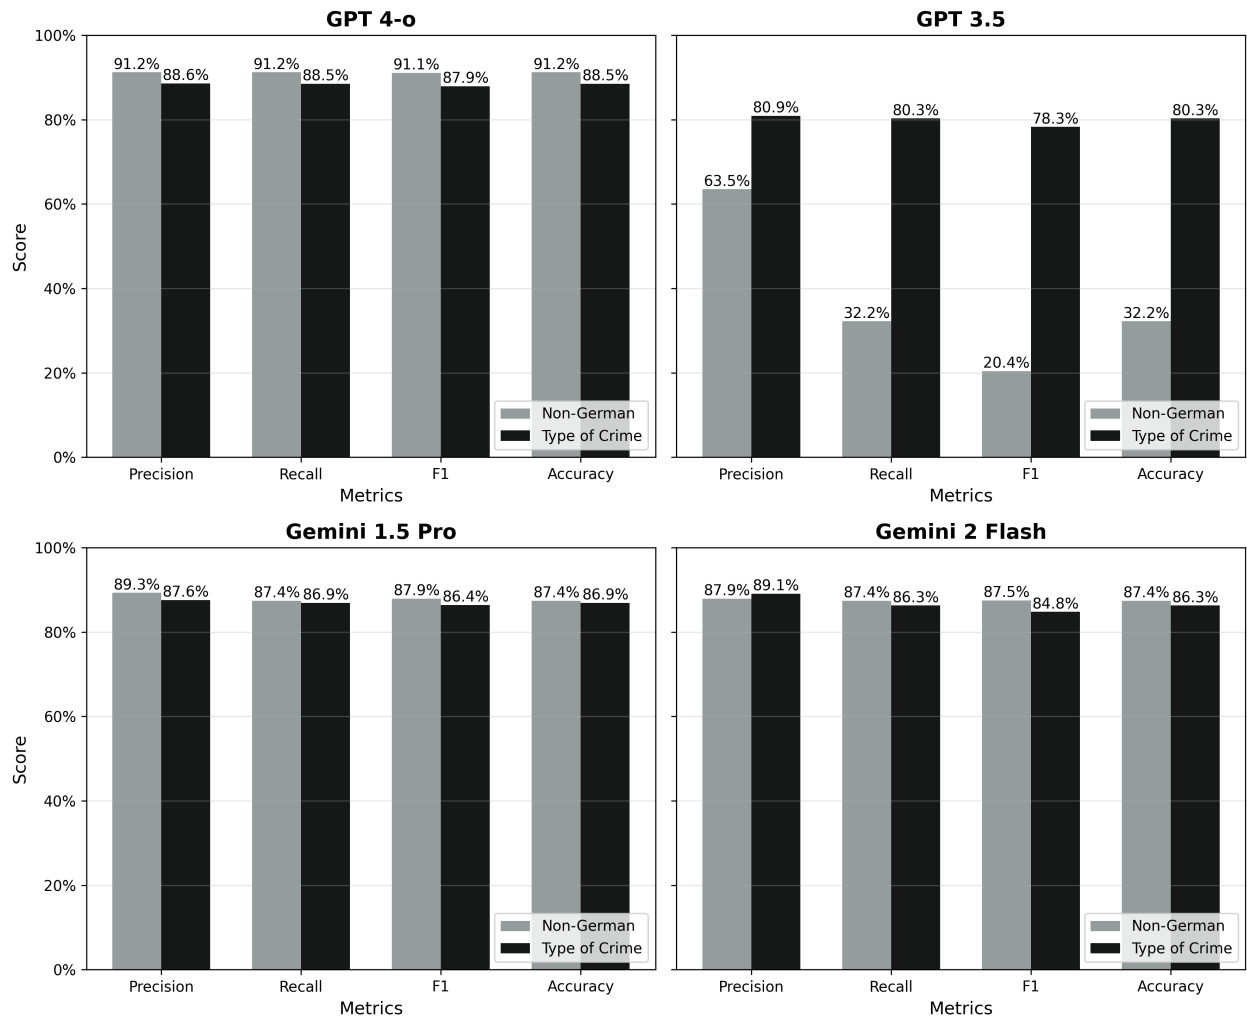 GPT 4-o
GPT 3.5
100%
80%
60%
40%
20%
0%
Score
91.2% 88.6% 91.2% 88.5% 91.1% 87.9% 91.2% 88.5%
63.5% 80.9% 32.2% 80.3% 20.4% 78.3% 32.2% 80.3%
Non-German
Type of Crime
Non-German
Type of Crime
Precision Recall F1 Accuracy
Metrics
Precision Recall F1 Accuracy
Metrics
Gemini 1.5 Pro
Gemini 2 Flash
100%
80%
60%
40%
20%
0%
Score
89.3% 87.6% 87.4% 86.9% 87.9% 86.4% 87.4% 86.9%
87.9% 89.1% 87.4% 86.3% 87.5% 84.8% 87.4% 86.3%
Non-German
Type of Crime
Non-German
Type of Crime
Precision Recall F1 Accuracy
Metrics
Precision Recall F1 Accuracy
Metrics